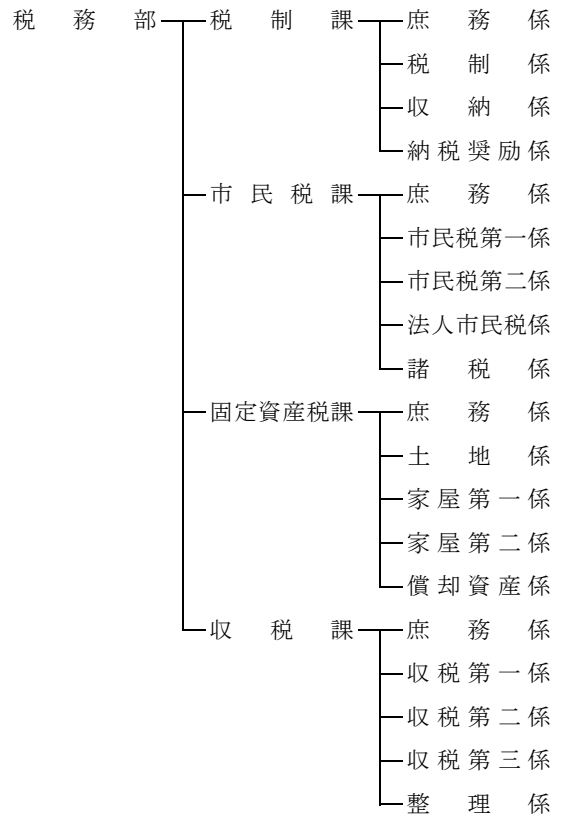 税務部 税制課 庶務係
税制係
収納係
納税奨励係
市民税課 庶務係
市民税第一係
市民税第二係
法人市民税係
諸税係
固定資産税課 庶務係
土地係
家屋第一係
家屋第二係
償却資産係
収税課 庶務係
収税第一係
収税第二係
収税第三係
整理係